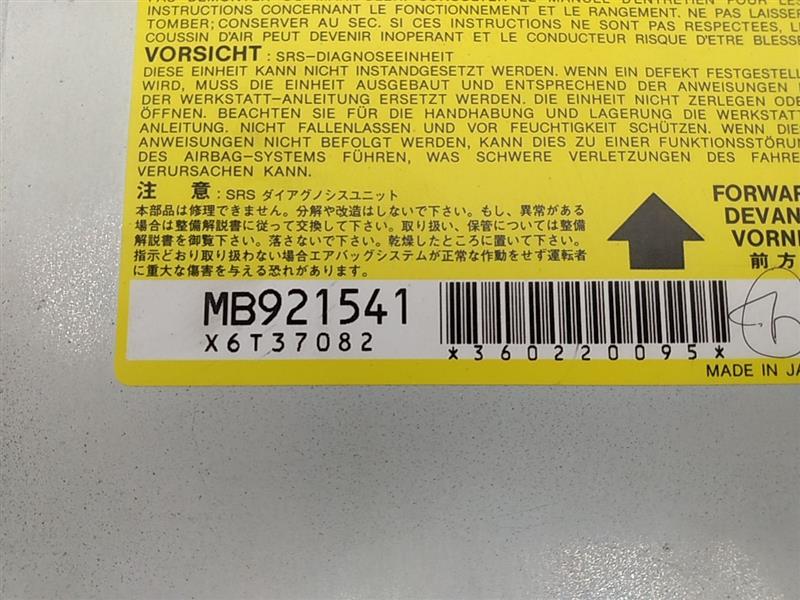 INSTRUCTIONS CONCERNANT LE FONCTIONNEMENT ET LE RANGEMENT. NE PAS LAISSER
TOMBER; CONSERVER AU SEC. SI CES INSTRUCTIONS NE SONT PAS RESPECTEES, L
COUSSIN D'AIR PEUT DEVENIR INOPERANT ET LE CONDUCTEUR RISQUE D'ETRE BLESSE
VORSICHT : SRS-DIAGNOSEEINHEIT
DIESE EINHEIT KANN NICHT INSTANDGESETZT WERDEN. WENN EIN DEFEKT FESTGESTELL
WIRD, MUSS DIE EINHEIT AUSGEBAUT UND ENTSPRECHEND DER ANWEISUNGEN I
DER WERKSTATT-ANLEITUNG ERSETZT WERDEN. DIE EINHEIT NICHT ZERLEGEN ODE
ÖFFNEN. BEACHTEN SIE FÜR DIE HANDHABUNG UND LAGERUNG DIE WERKSTAT
ANLEITUNG. NICHT FALLENLASSEN UND VOR FEUCHTIGKEIT SCHÜTZEN. WENN DIE
ANWEISUNGEN NICHT BEFOLGT WERDEN, KANN DIES ZU EINER FUNKTIONSSTÖRUN
DES AIRBAG-SYSTEMS FÜHREN, WAS SCHWERE VERLETZUNGEN DES FAHRE
VERURSACHEN KANN.
注 意 : SRS ダイアグノシスユニット
本部品は修理できません。分解や改造はしないで下さい。もし、異常がある
場合は整備解説書に従って交換して下さい。取り扱い、保管については整備
解説書を御覧下さい。落さないで下さい。乾燥したところに置いて下さい。
指示どおり取り扱わない場合エアバッグシステムが正常な作動をせず運転者
に重大な傷害を与える恐れがあります。
FORWAR
DEVAN
VORN
前方
MB921541
X6T37082
*360220095*
MADE IN JA